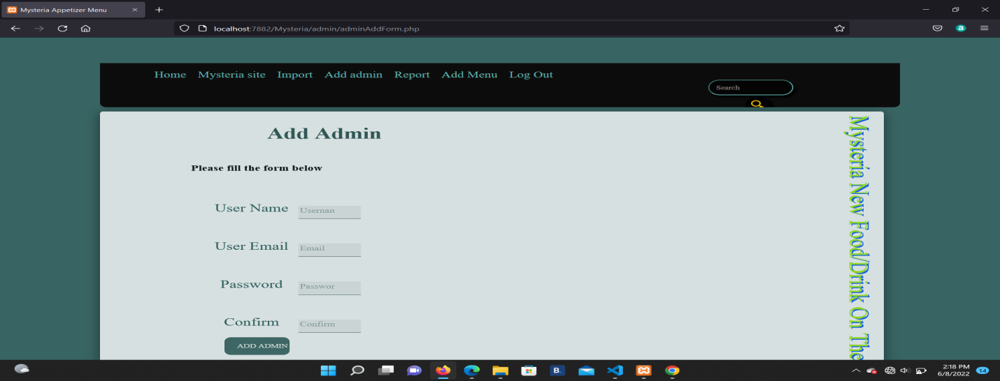 Mysteria Appetizer Menu
localhost:7882/Mysteria/admin/adminAddForm.php
a
Home Mysteria site Import Add admin Report Add Menu Log Out
Search
Add Admin
Please fill the form below
User Name Usernan
User Email Email
Password Passwor
Confirm Confirm
ADD ADMIN
Mysteria New Food/Drink On The
B.
2:18 PM
6/8/2022
14